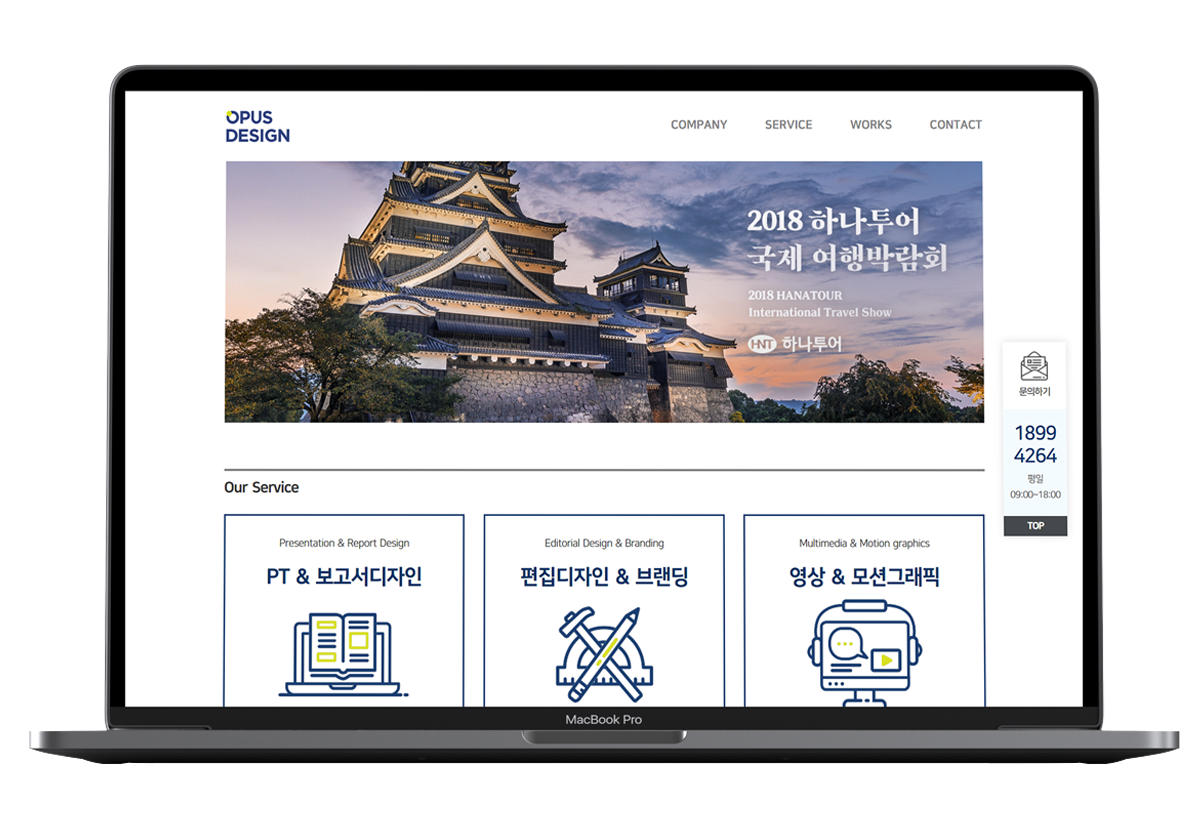 OPUS
DESIGN
COMPANY SERVICE WORKS CONTACT
2018 하나투어
국제 여행박람회
2018 HANATOUR
International Travel Show
HNT 하나투어
문의하기
1899
4264
평일
09:00~18:00
TOP
Our Service
Presentation & Report Design
PT & 보고서디자인
Editorial Design & Branding
편집디자인 & 브랜딩
Multimedia & Motion graphics
영상 & 모션그래픽
MacBook Pro